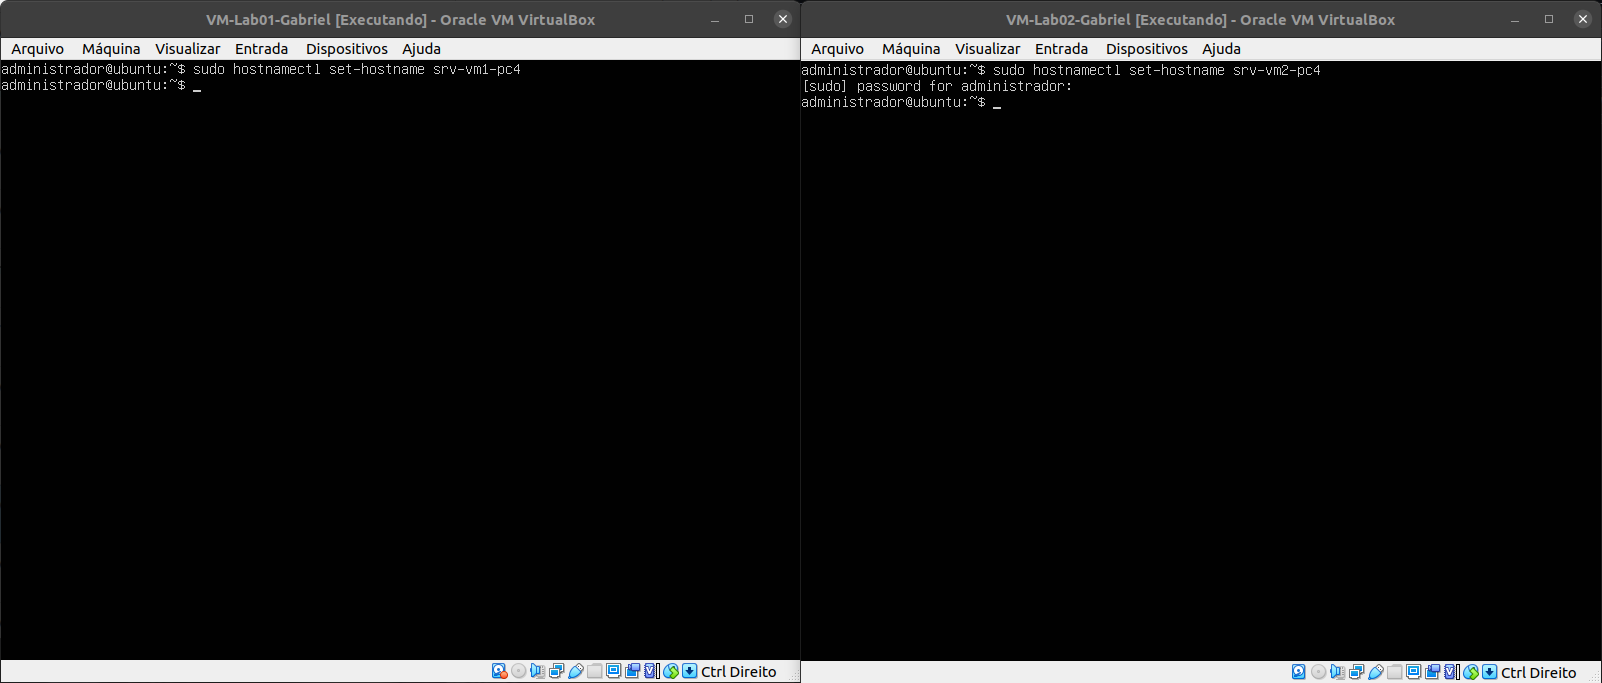 VM-Lab01-Gabriel [Executando] - Oracle VM VirtualBox
Arquivo Máquina Visualizar Entrada Dispositivos Ajuda
administrador@ubuntu:~$ sudo hostnamectl set-hostname srv-vm1-pc4
administrador@ubuntu:~$ _
Ctrl Direito
VM-Lab02-Gabriel [Executando] - Oracle VM VirtualBox
Arquivo Máquina Visualizar Entrada Dispositivos Ajuda
administrador@ubuntu:~$ sudo hostnamectl set-hostname srv-vm2-pc4
[sudo] password for administrador:
administrador@ubuntu:~$ _
Ctrl Direito